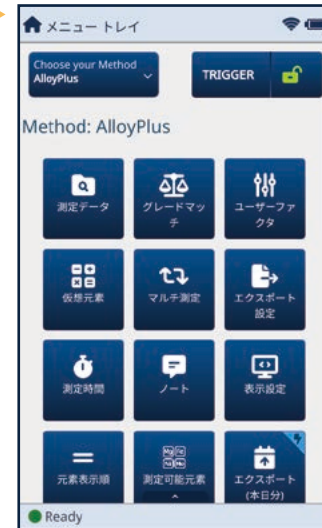 メニュートレイ
Choose your Method
AlloyPlus
TRIGGER
Method: AlloyPlus
測定データ
グレードマッ
チ
ユーザーファ
クタ
仮想元素
マルチ測定
エクスポート
設定
測定時間
ノート
表示設定
元素表示順
測定可能元素
エクスポート
(本日分)
Ready